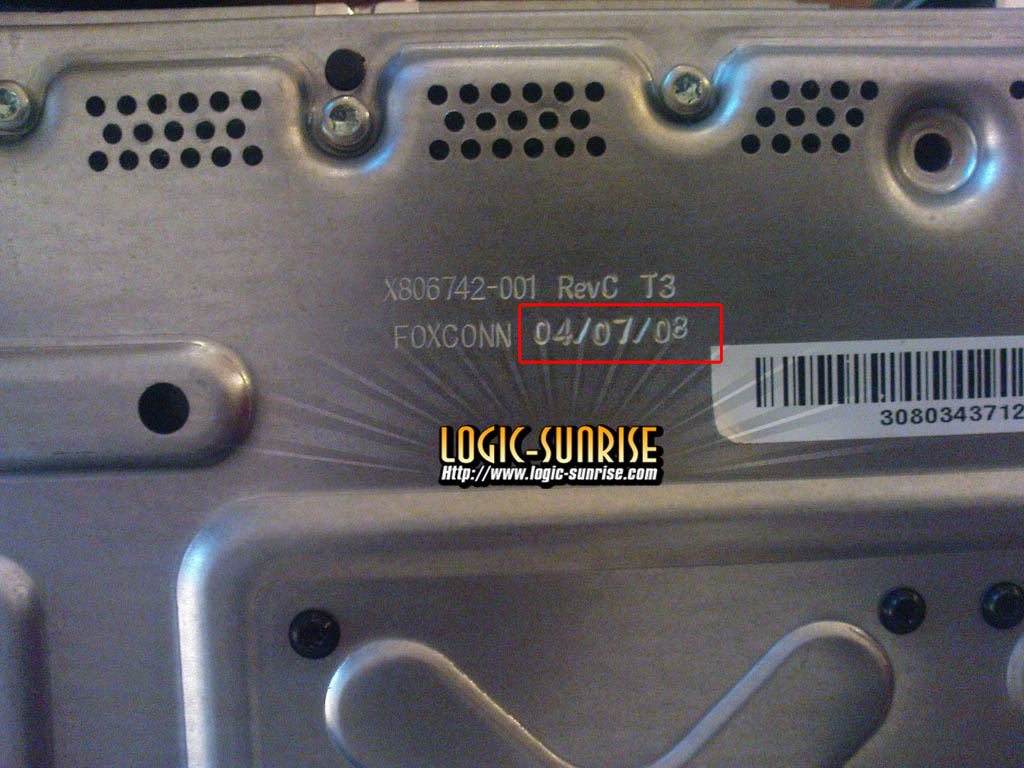 X806742-001 RevC T3
FOXCONN 04/07/08
3080343712
LOGIC-SUNRISE
Http://www.logic-sunrise.com